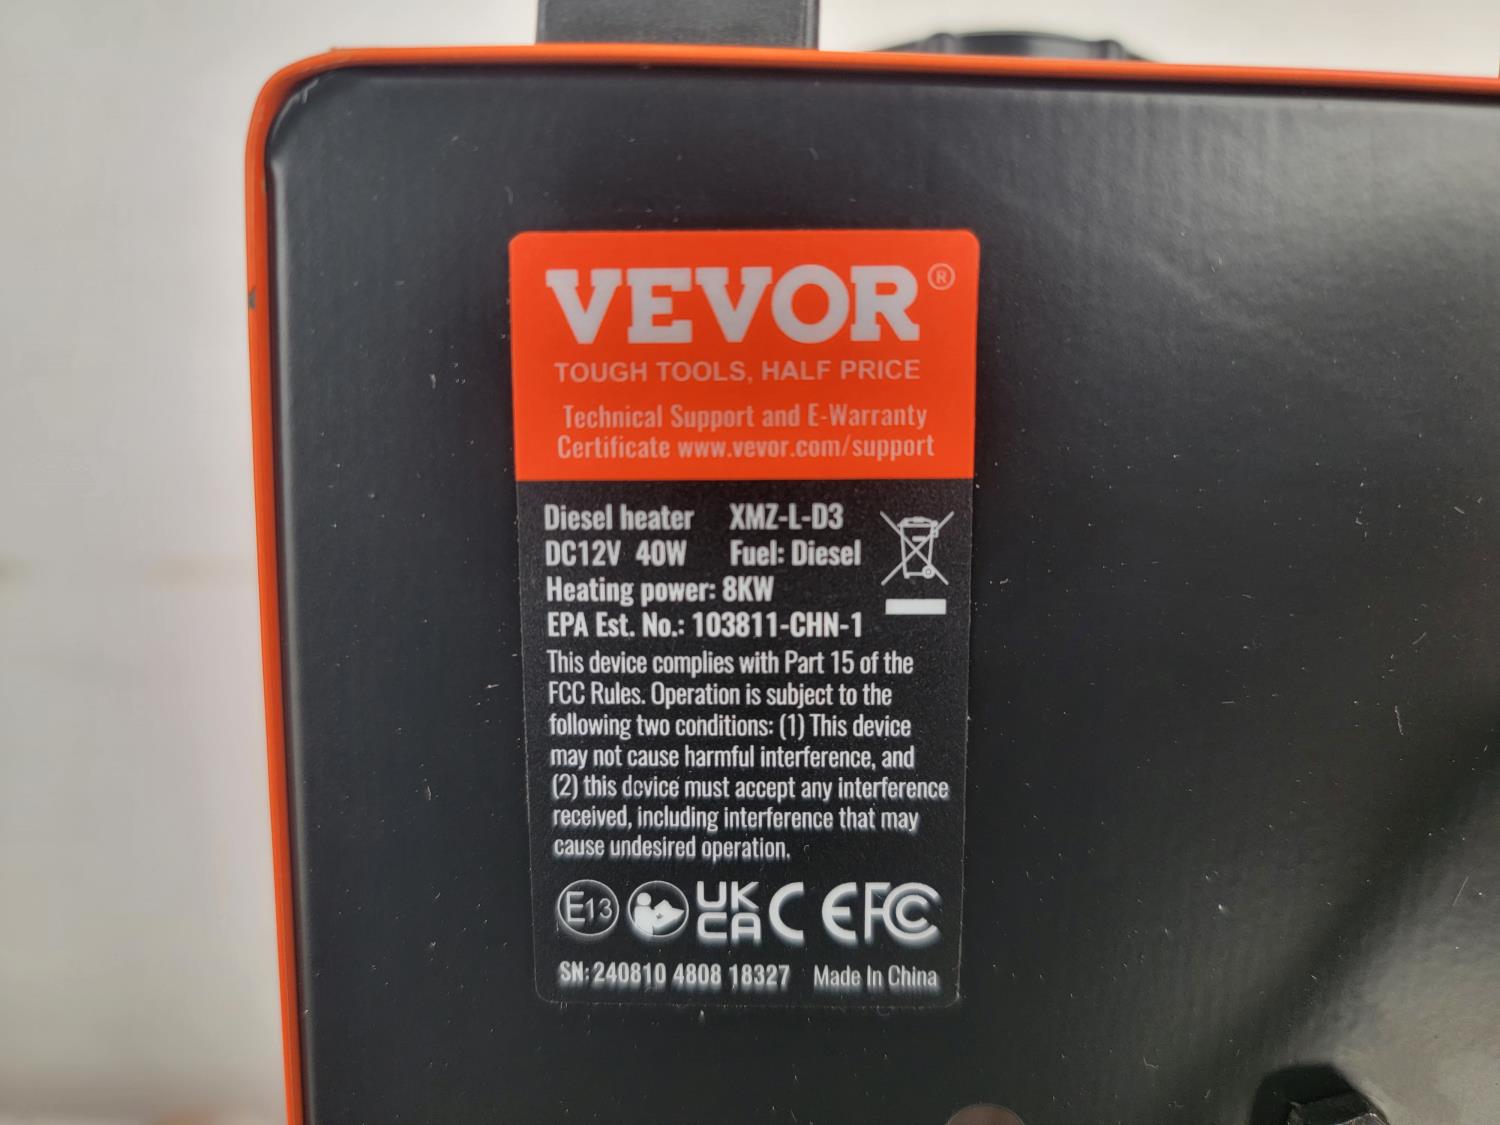 VEVOR®
TOUGH TOOLS, HALF PRICE
Technical Support and E-Warranty
Certificate www.vevor.com/support
Diesel heater XMZ-L-D3
DC12V 40W Fuel: Diesel
Heating power: 8KW
EPA Est. No.: 103811-CHN-1
This device complies with Part 15 of the
FCC Rules. Operation is subject to the
following two conditions: (1) This device
may not cause harmful interference, and
(2) this device must accept any interference
received, including interference that may
cause undesired operation.
E13 UK CA CE FC
SN: 240810 4808 18327 Made In China